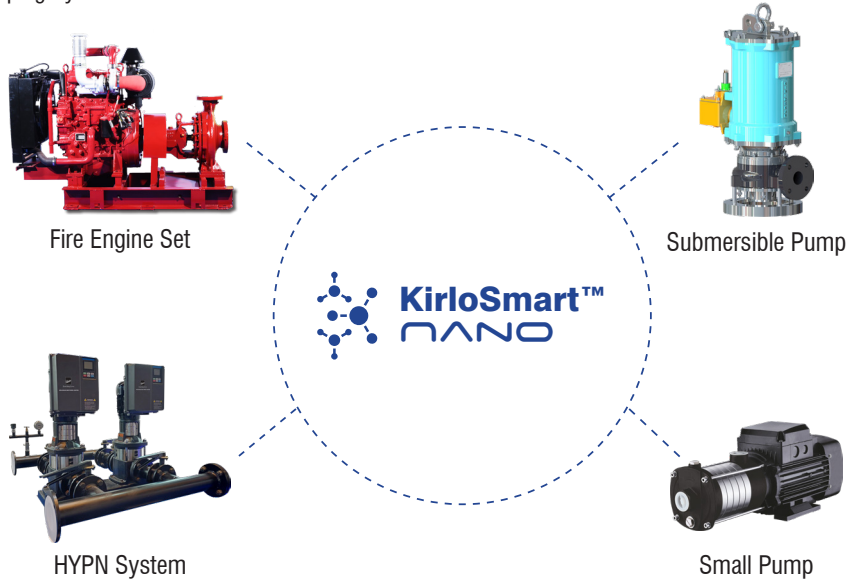 Fire Engine Set
Submersible Pump
KirloSmart™
NANO
HYPN System
Small Pump